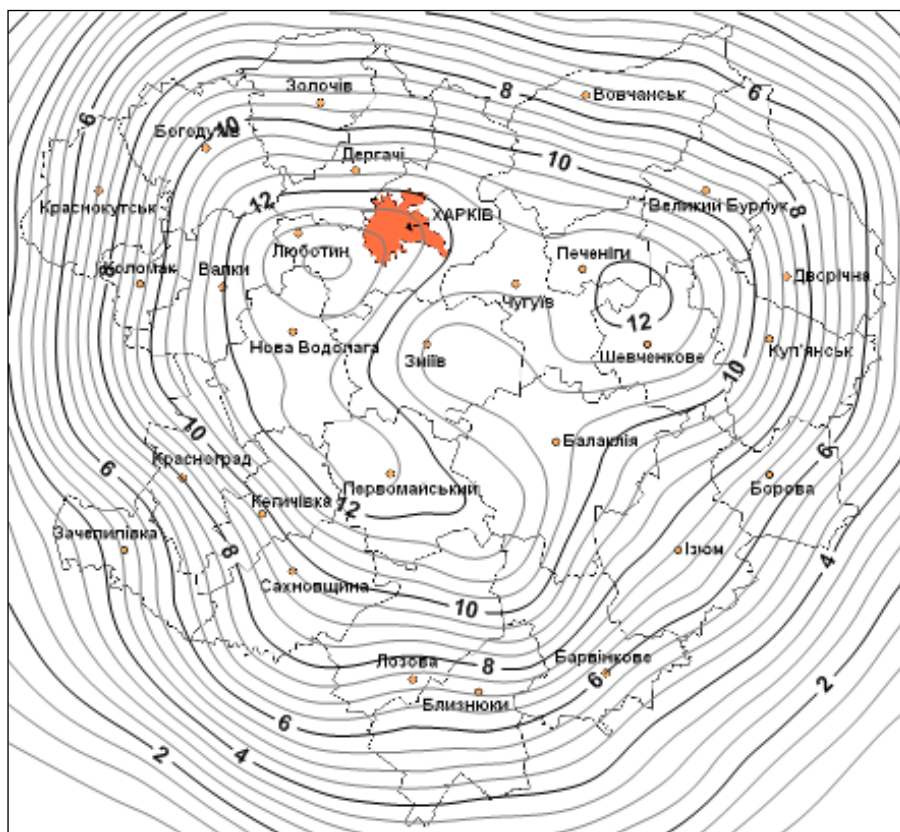 6
8
6
Вовчанськ
Золочів
10
Богодухів
10
Дергачі
Краснокутськ
12
ХАРКІВ
Великий Бурлук
8
Люботин
Печеніги
Коломак
Валки
Чугуїв
Дворічна
12
Нова Водолага
Зміїв
Шевченкове
Куп'янськ
10
10
Балаклія
Красноград
6
6
Первомайський
Борова
Кегичівка
12
Зачепилівка
8
Ізюм
4
Сахновщина
10
Лозова
8
Барвінкове
6
2
Близнюки
6
2
4